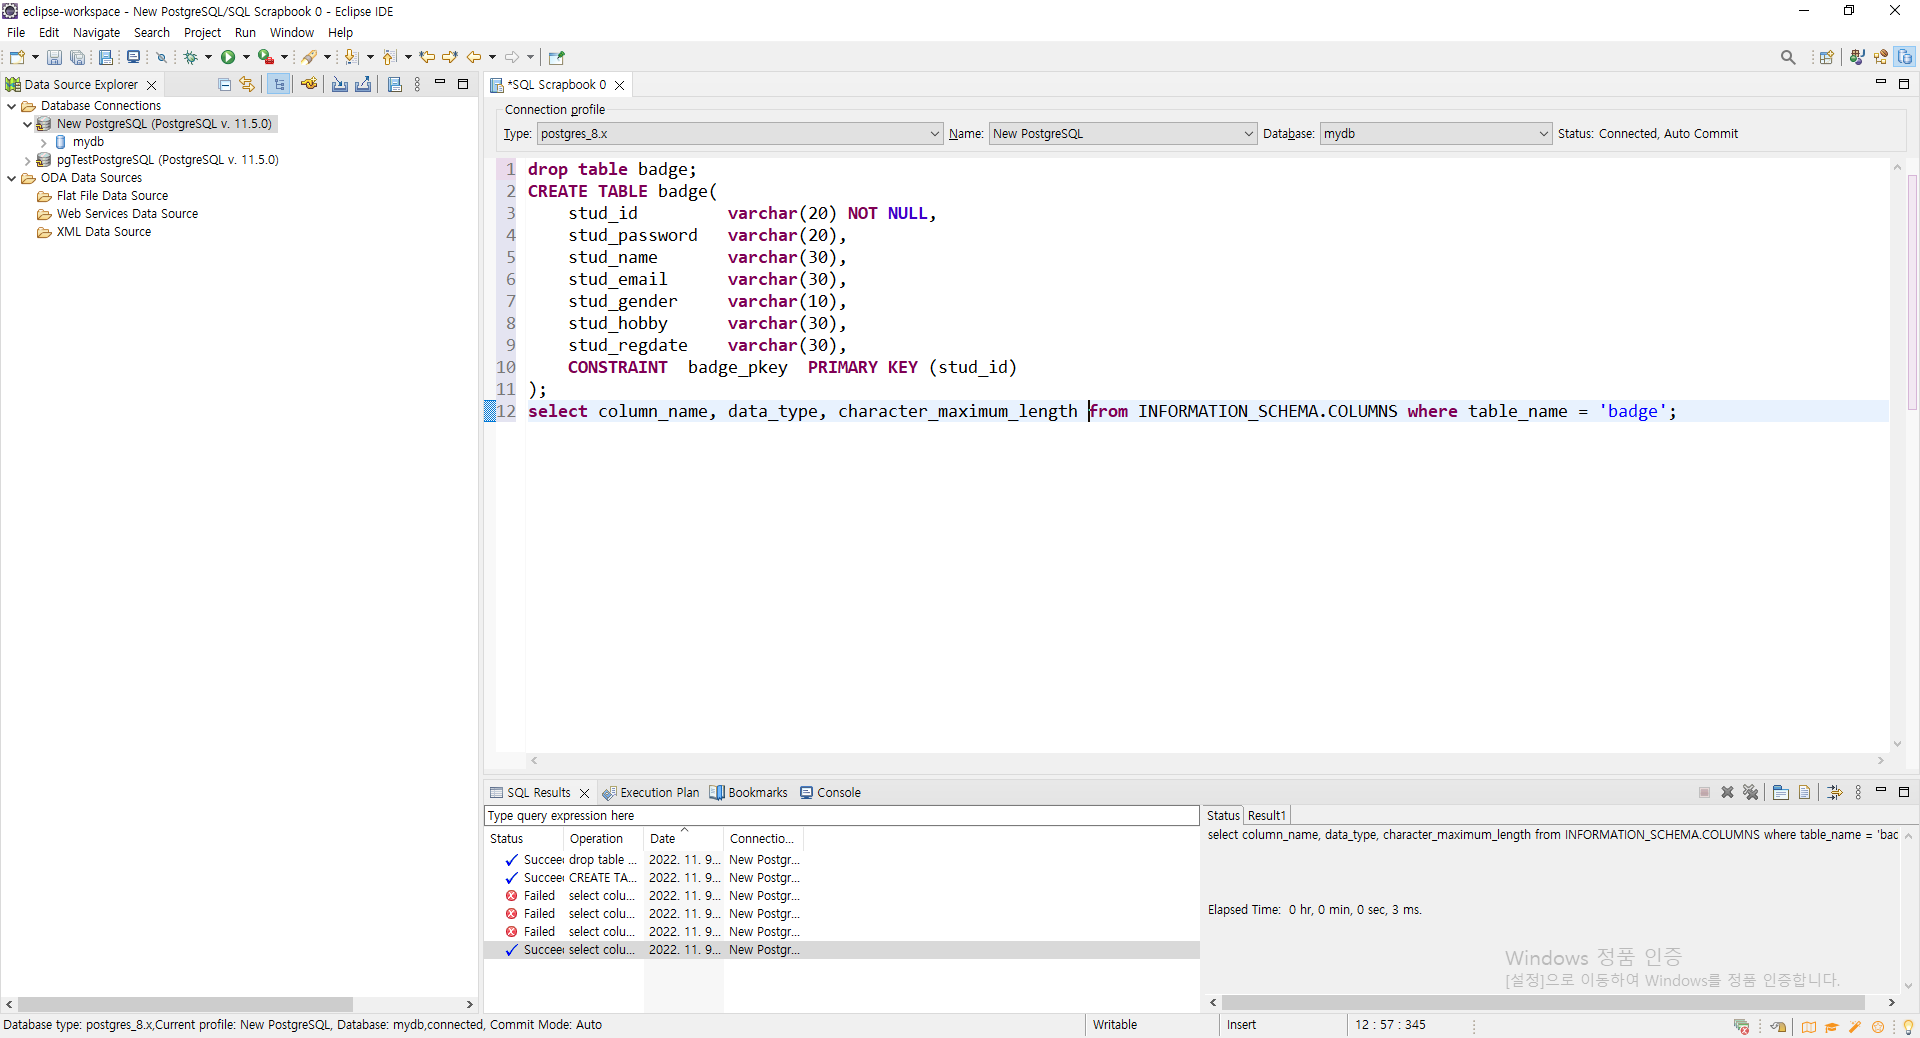 eclipse-workspace - New PostgreSQL/SQL Scrapbook 0 - Eclipse IDE
File Edit Navigate Search Project Run Window Help
Data Source Explorer
Database Connections
New PostgreSQL (PostgreSQL v. 11.5.0)
mydb
pgTestPostgreSQL (PostgreSQL v. 11.5.0)
ODA Data Sources
Flat File Data Source
Web Services Data Source
XML Data Source
*SQL Scrapbook 0
Connection profile
Type: postgres_8.x Name: New PostgreSQL Database: mydb Status: Connected, Auto Commit
1 drop table badge;
2 CREATE TABLE badge(
3 stud_id varchar(20) NOT NULL,
4 stud_password varchar(20),
5 stud_name varchar(30),
6 stud_email varchar(30),
7 stud_gender varchar(10),
8 stud_hobby varchar(30),
9 stud_regdate varchar(30),
10 CONSTRAINT badge_pkey PRIMARY KEY (stud_id)
11 );
12 select column_name, data_type, character_maximum_length from INFORMATION_SCHEMA.COLUMNS where table_name = 'badge';
SQL Results Execution Plan Bookmarks Console
Type query expression here
Status Operation Date Connectio...
Succee drop table ... 2022. 11. 9... New Postgr...
Succee CREATE TA... 2022. 11. 9... New Postgr...
Failed select colu... 2022. 11. 9... New Postgr...
Failed select colu... 2022. 11. 9... New Postgr...
Failed select colu... 2022. 11. 9... New Postgr...
Succee select colu... 2022. 11. 9... New Postgr...
Status Result1
select column_name, data_type, character_maximum_length from INFORMATION_SCHEMA.COLUMNS where table_name = 'bad
Elapsed Time: 0 hr, 0 min, 0 sec, 3 ms.
Windows 정품 인증
[설정]으로 이동하여 Windows를 정품 인증합니다.
Database type: postgres_8.x,Current profile: New PostgreSQL, Database: mydb,connected, Commit Mode: Auto
Writable
Insert
12 : 57 : 345